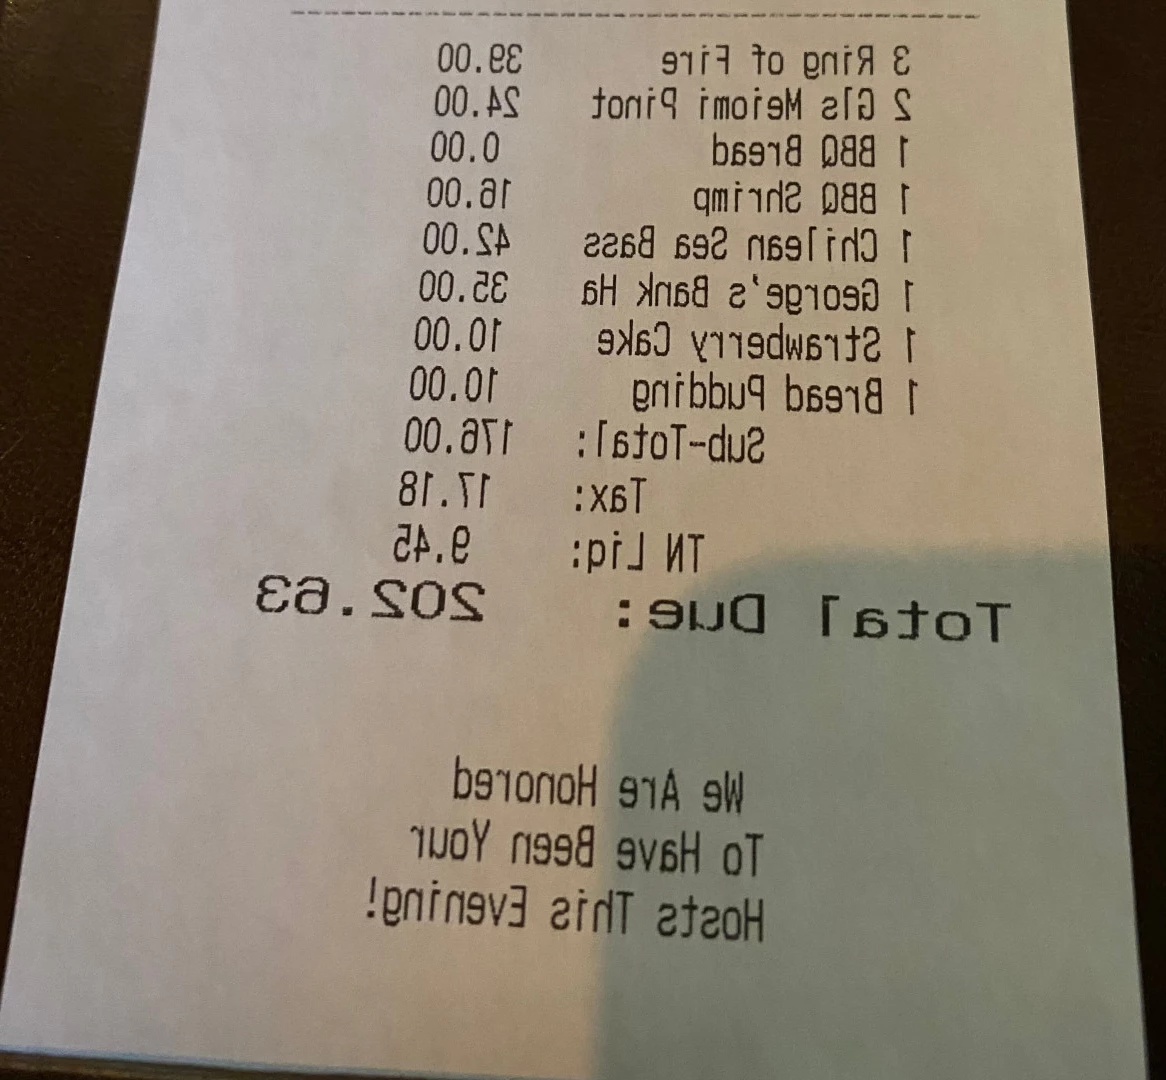 3 Ring of Fire 39.00
2 Gls Meiomi Pinot 24.00
1 BBQ Bread 0.00
1 BBQ Shrimp 16.00
1 Chilean Sea Bass 42.00
1 George's Bank Ha 35.00
1 Strawberry Cake 10.00
1 Bread Pudding 10.00
Sub-Total: 176.00
Tax: 17.18
TN Liq: 9.45
Total Due: 202.63
We Are Honored
To Have Been Your
Hosts This Evening!